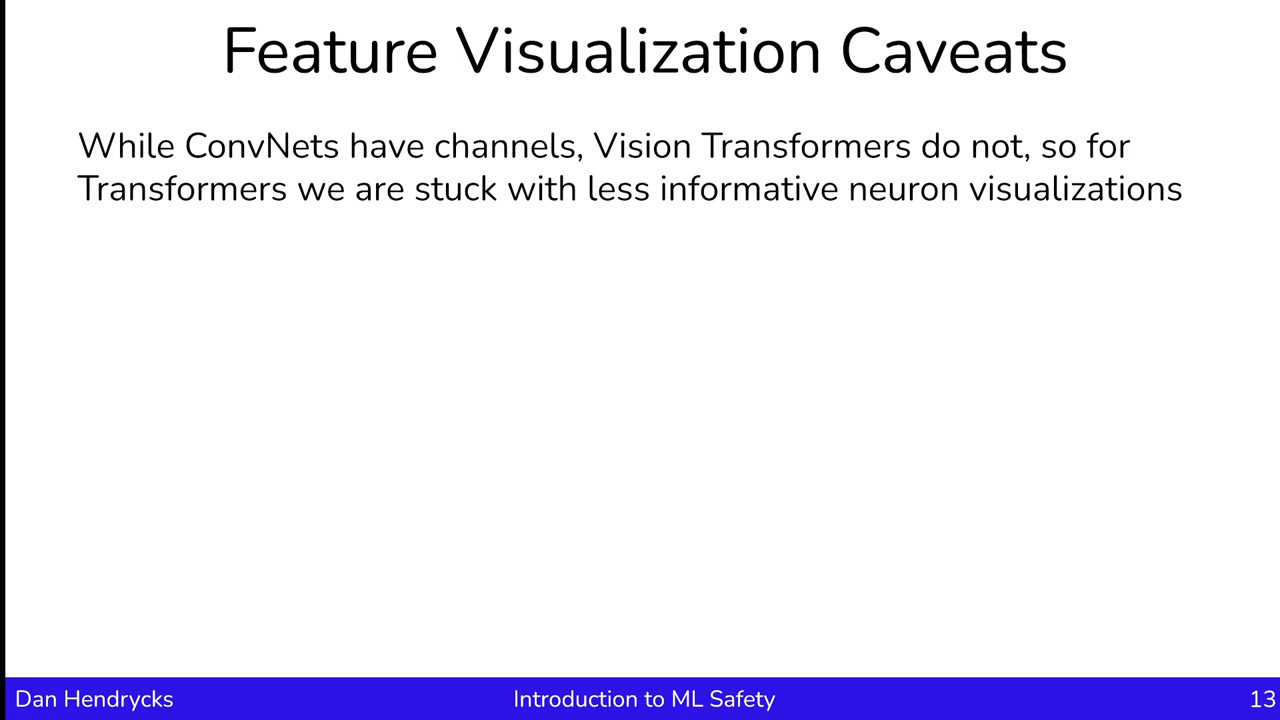 Feature Visualization Caveats
While ConvNets have channels, Vision Transformers do not, so for
Transformers we are stuck with less informative neuron visualizations
Dan Hendrycks
Introduction to ML Safety
13